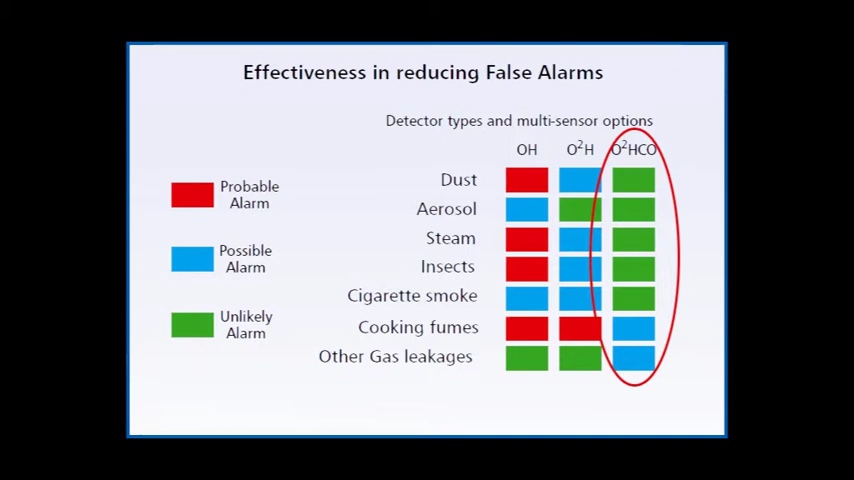 Effectiveness in reducing False Alarms
Detector types and multi-sensor options
OH O²H O²HCO
Probable
Alarm
Possible
Alarm
Unlikely
Alarm
Dust
Aerosol
Steam
Insects
Cigarette smoke
Cooking fumes
Other Gas leakages